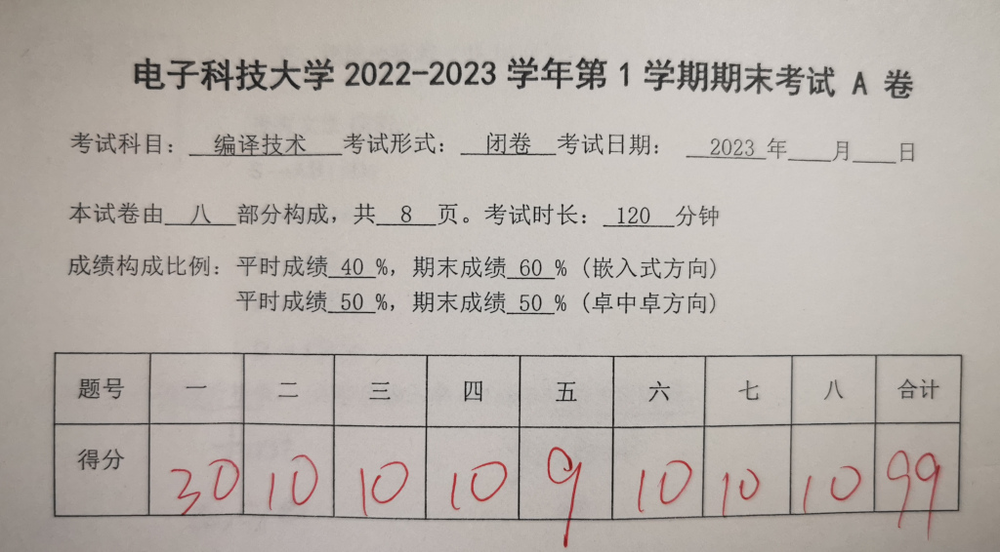 电子科技大学 2022-2023 学年第 1 学期期末考试 A 卷
考试科目： 编译技术 考试形式： 闭卷 考试日期： 2023 年____月____日
本试卷由 八 部分构成，共 8 页。考试时长： 120 分钟
成绩构成比例：平时成绩 40 %，期末成绩 60 %（嵌入式方向）
平时成绩 50 %，期末成绩 50 %（卓中卓方向）
题号 一 二 三 四 五 六 七 八 合计
得分 30 10 10 10 9 10 10 10 99